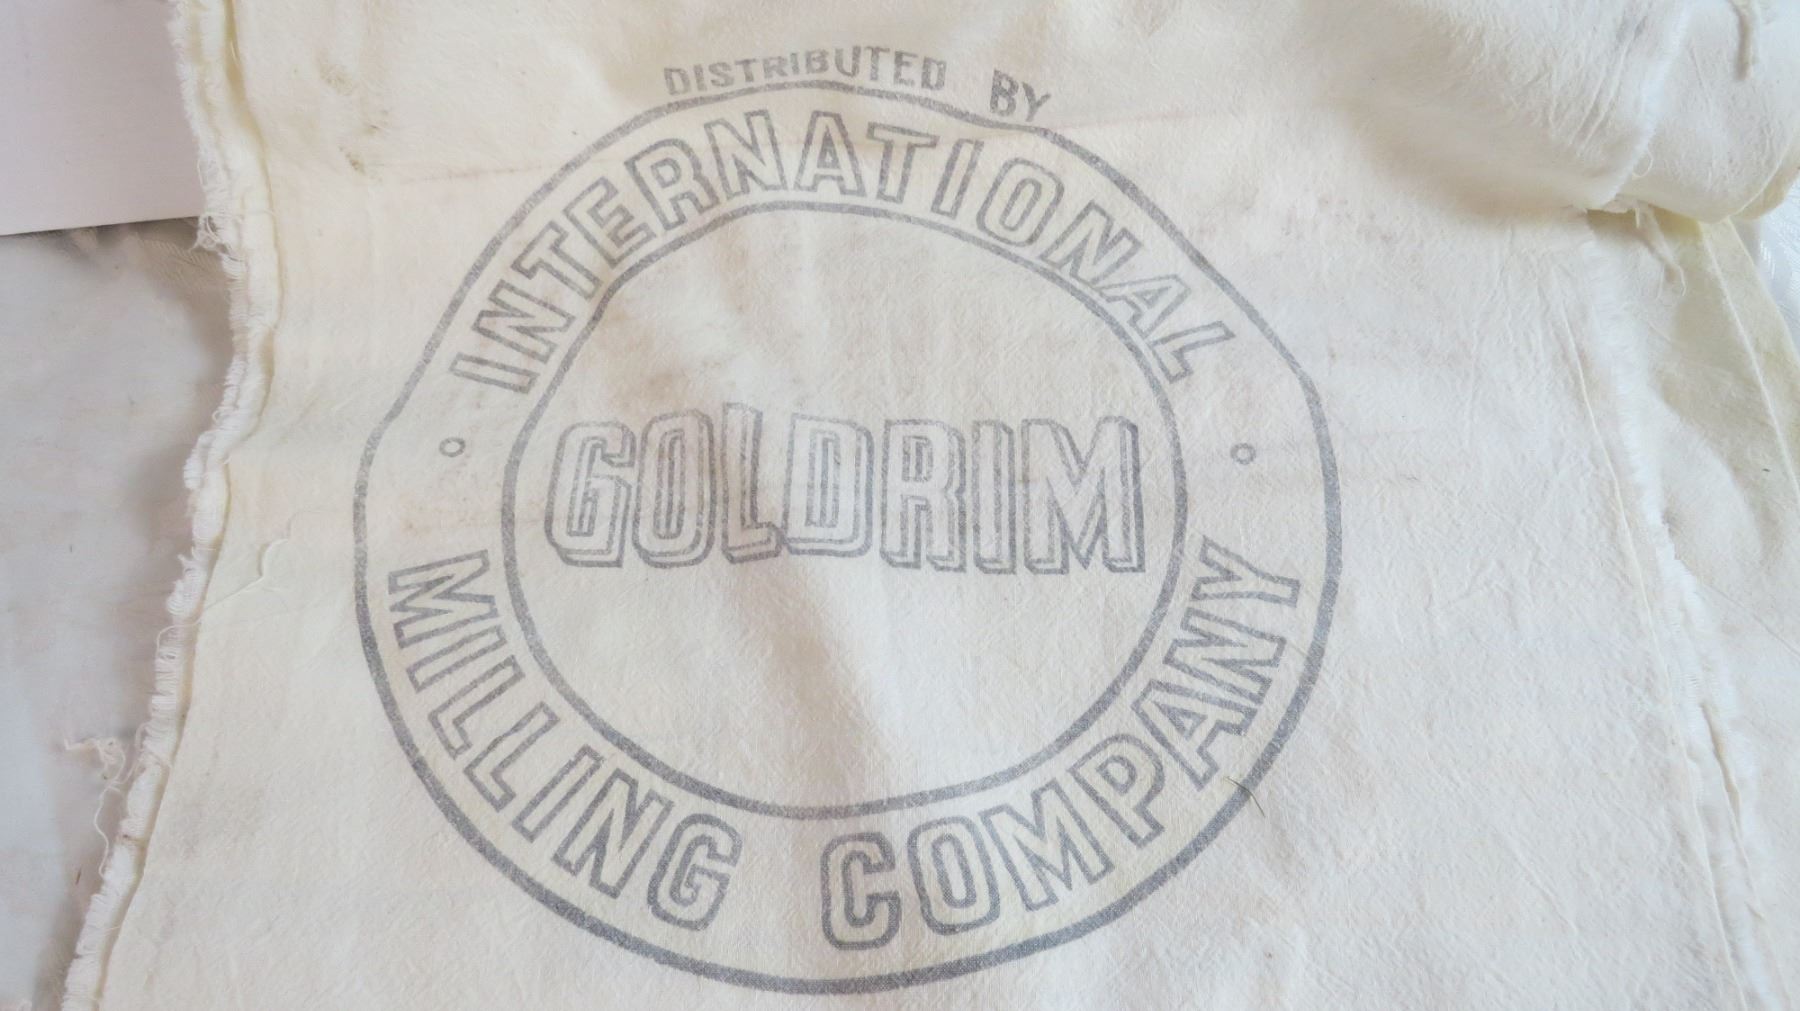 DISTRIBUTED BY
INTERNATIONAL
GOLDRIM
MILLING COMPANY